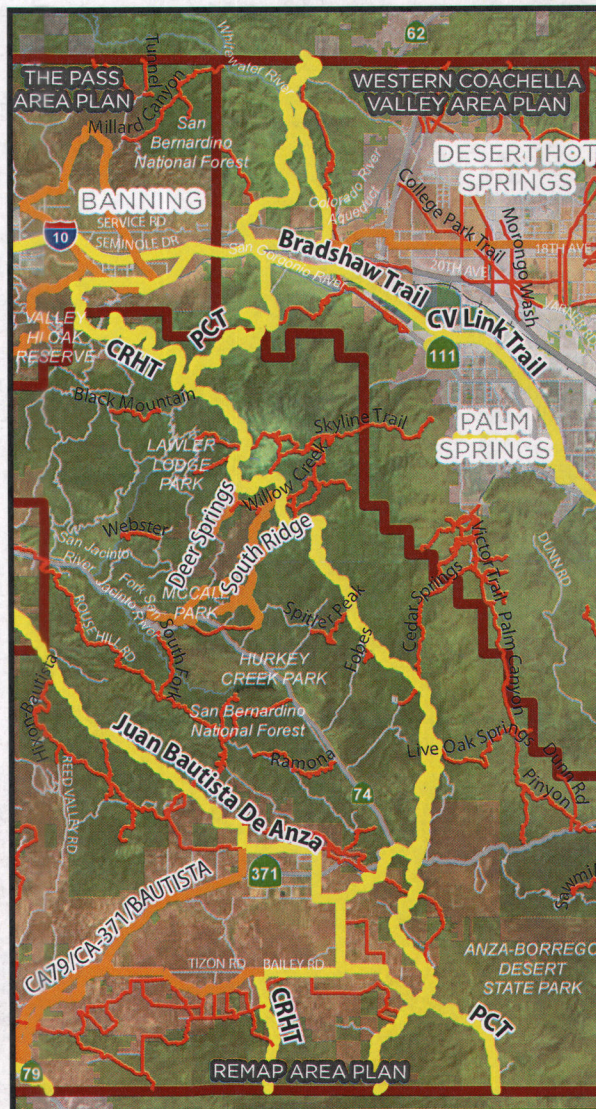 62
Whitewater River
THE PASS
AREA PLAN
Tunnel
WESTERN COACHELLA
VALLEY AREA PLAN
Millard Canyon
San
Bernardino
National Forest
DESERT HOT
SPRINGS
Colorado River
Aqueduct
College Park Trail
Morongo Wash
BANNING
SERVICE RD
10
SEMINOLE DR
18TH AVE
20TH AVE
San Gorgonio River
Bradshaw Trail
CV Link Trail
VALLEY
HI OAK
RESERVE
CRHT
PCT
111
Black Mountain
Skyline Trail
PALM
SPRINGS
LAWLER
LODGE
PARK
Willow Creek
Deer Springs
South Ridge
Webster
San Jacinto
River
Fork San
Jacinto River
MCCALL
PARK
DUNN RD
Victor Trail
Palm Canyon
Cedar Springs
Spitler Peak
Fobes
ROUSE HILL RD
South Fork
HURKEY
CREEK PARK
Hixon-Bautista
San Bernardino
National Forest
Live Oak Springs
Dunn Rd
Pinyon
Ramona
Juan Bautista De Anza
REED VALLEY RD
74
371
CA79/CA-371/BAUTISTA
ANZA-BORREGO
DESERT
STATE PARK
TIZON RD
BAILEY RD
CRHT
PCT
79
REMAP AREA PLAN